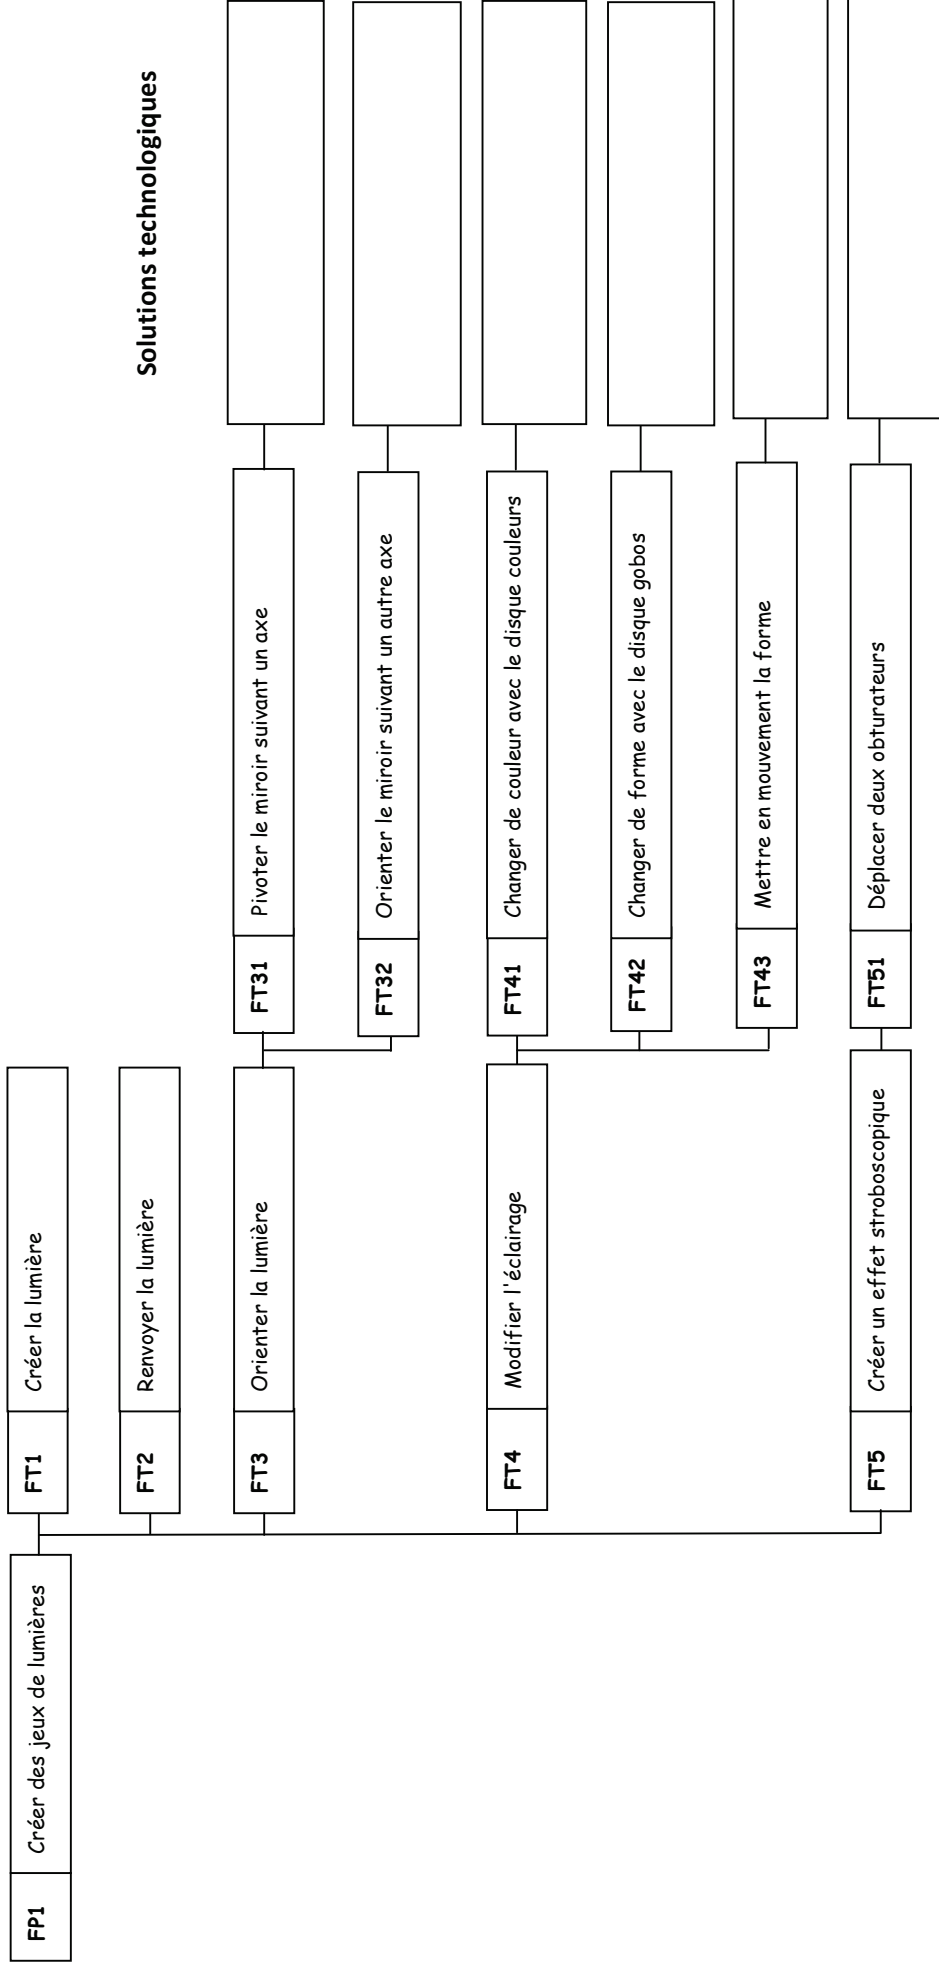 FP1 Créer des jeux de lumières
FT1 Créer la lumière
FT2 Renvoyer la lumière
Solutions technologiques
FT3 Orienter la lumière
FT31 Pivoter le miroir suivant un axe
FT32 Orienter le miroir suivant un autre axe
FT4 Modifier l'éclairage
FT41 Changer de couleur avec le disque couleurs
FT42 Changer de forme avec le disque gobos
FT43 Mettre en mouvement la forme
FT5 Créer un effet stroboscopique
FT51 Déplacer deux obturateurs